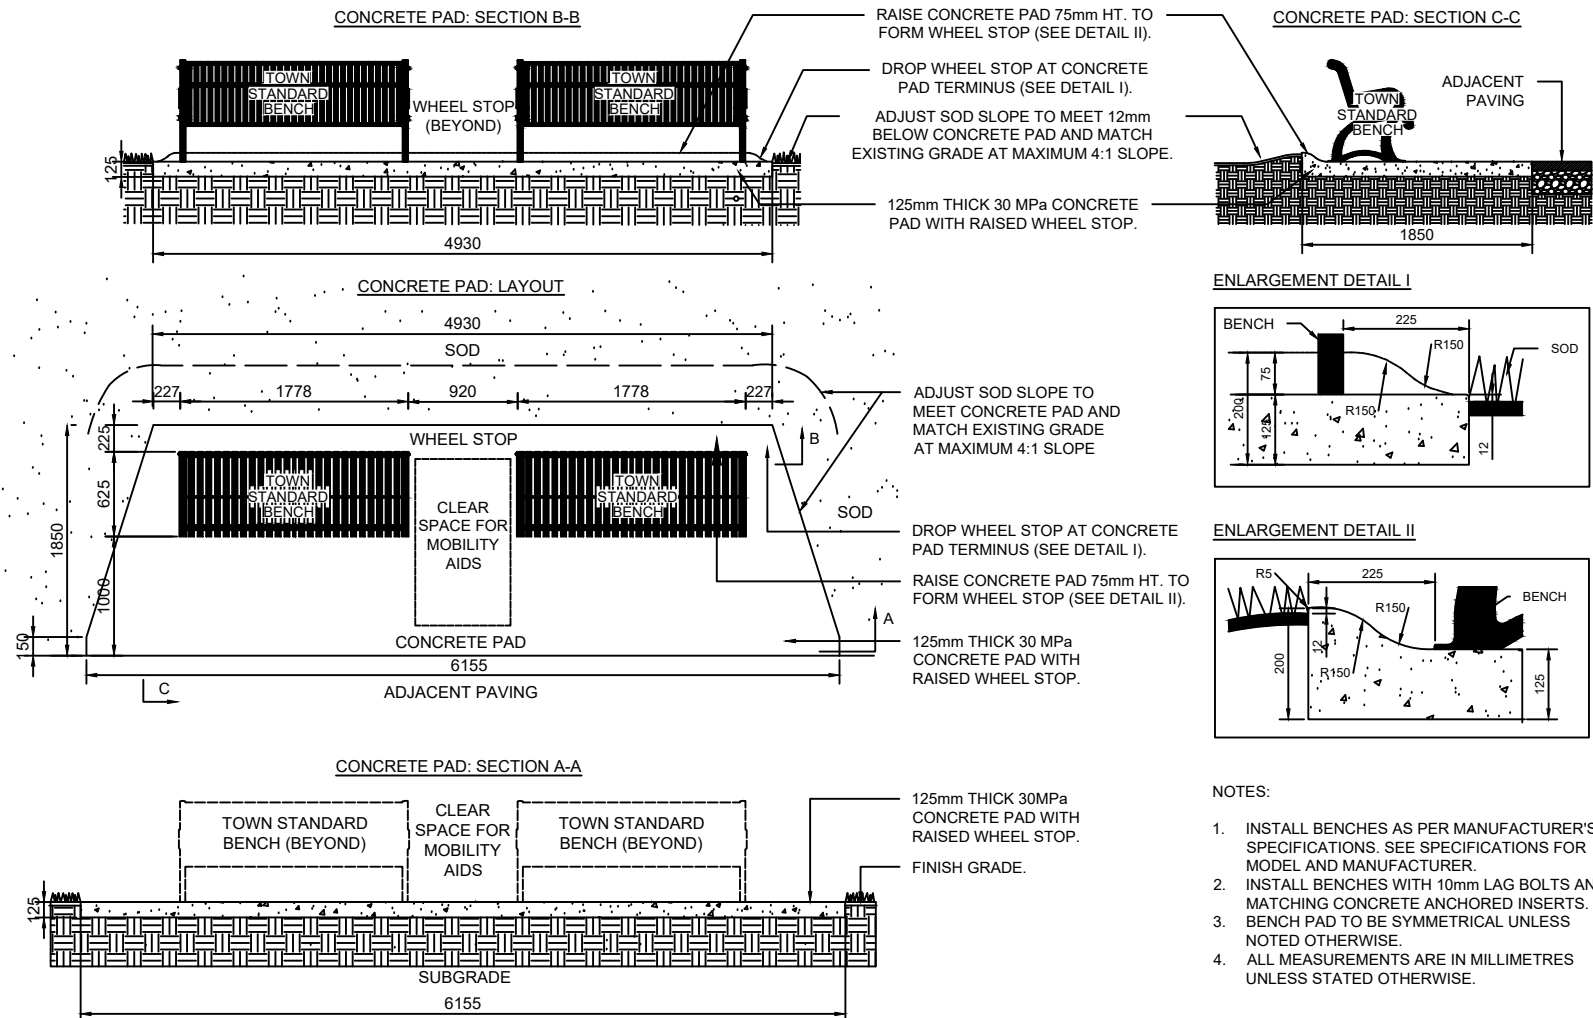 CONCRETE PAD: SECTION B-B
TOWN
STANDARD
BENCH
WHEEL STOP
(BEYOND)
TOWN
STANDARD
BENCH
125
4930
RAISE CONCRETE PAD 75mm HT. TO
FORM WHEEL STOP (SEE DETAIL II).
DROP WHEEL STOP AT CONCRETE
PAD TERMINUS (SEE DETAIL I).
ADJUST SOD SLOPE TO MEET 12mm
BELOW CONCRETE PAD AND MATCH
EXISTING GRADE AT MAXIMUM 4:1 SLOPE.
125mm THICK 30 MPa CONCRETE
PAD WITH RAISED WHEEL STOP.
CONCRETE PAD: SECTION C-C
TOWN
STANDARD
BENCH
ADJACENT
PAVING
1850
CONCRETE PAD: LAYOUT
4930
SOD
227
1778
920
1778
227
225
WHEEL STOP
B
625
TOWN
STANDARD
BENCH
CLEAR
SPACE FOR
MOBILITY
AIDS
TOWN
STANDARD
BENCH
SOD
1850
1000
150
CONCRETE PAD
A
6155
ADJACENT PAVING
C
ADJUST SOD SLOPE TO
MEET CONCRETE PAD AND
MATCH EXISTING GRADE
AT MAXIMUM 4:1 SLOPE
DROP WHEEL STOP AT CONCRETE
PAD TERMINUS (SEE DETAIL I).
RAISE CONCRETE PAD 75mm HT. TO
FORM WHEEL STOP (SEE DETAIL II).
125mm THICK 30 MPa
CONCRETE PAD WITH
RAISED WHEEL STOP.
ENLARGEMENT DETAIL I
BENCH
225
R150
SOD
75
200
R150
125
12
ENLARGEMENT DETAIL II
R5
225
R150
BENCH
12
200
R150
125
CONCRETE PAD: SECTION A-A
TOWN STANDARD
BENCH (BEYOND)
CLEAR
SPACE FOR
MOBILITY
AIDS
TOWN STANDARD
BENCH (BEYOND)
125
SUBGRADE
6155
125mm THICK 30MPa
CONCRETE PAD WITH
RAISED WHEEL STOP.
FINISH GRADE.
NOTES:
1. INSTALL BENCHES AS PER MANUFACTURER'S
SPECIFICATIONS. SEE SPECIFICATIONS FOR
MODEL AND MANUFACTURER.
2. INSTALL BENCHES WITH 10mm LAG BOLTS AN
MATCHING CONCRETE ANCHORED INSERTS.
3. BENCH PAD TO BE SYMMETRICAL UNLESS
NOTED OTHERWISE.
4. ALL MEASUREMENTS ARE IN MILLIMETRES
UNLESS STATED OTHERWISE.